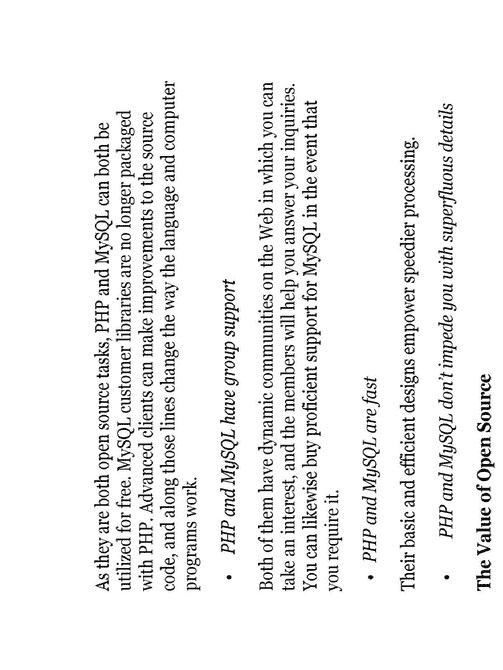 As they are both open source tasks, PHP and MySQL can both be
utilized for free. MySQL customer libraries are no longer packaged
with PHP. Advanced clients can make improvements to the source
code, and along those lines change the way the language and computer
programs work.
• PHP and MySQL have group support
Both of them have dynamic communities on the Web in which you can
take an interest, and the members will help you answer your inquiries.
You can likewise buy proficient support for MySQL in the event that
you require it.
• PHP and MySQL are fast
Their basic and efficient designs empower speedier processing.
• PHP and MySQL don't impede you with superfluous details
The Value of Open Source